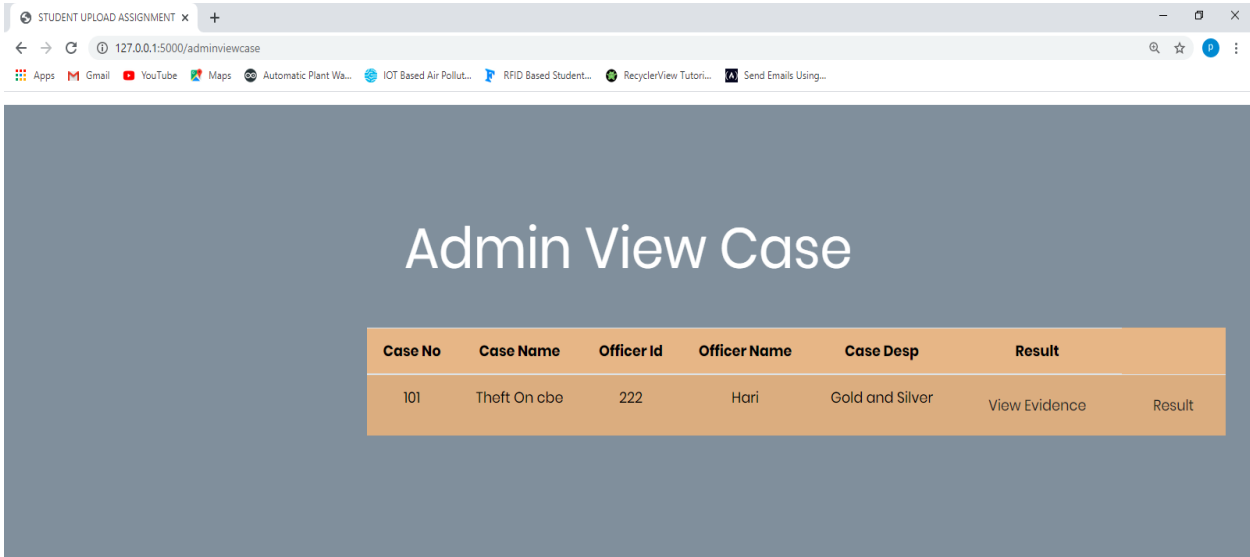 STUDENT UPLOAD ASSIGNMENT
127.0.0.1:5000/adminviewcase
P
Apps Gmail YouTube Maps Automatic Plant Wa... IOT Based Air Pollut... RFID Based Student... RecyclerView Tutori... Send Emails Using...
Admin View Case
Case No Case Name Officer Id Officer Name Case Desp Result
101 Theft On cbe 222 Hari Gold and Silver View Evidence Result